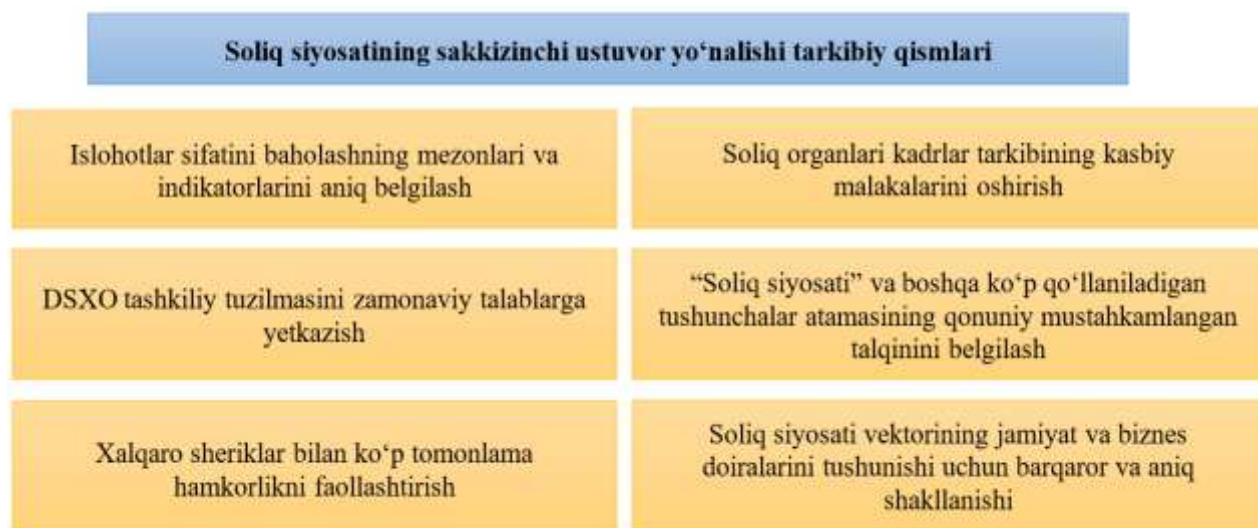 Soliq siyosatining sakkizinchi ustuvor yo‘nalishi tarkibiy qismlari
Islohotlar sifatini baholashning mezonlari va
indikatorlarini aniq belgilash
Soliq organlari kadrlar tarkibining kasbiy
malakalarini oshirish
DSXO tashkiliy tuzilmasini zamonaviy talablarga
yetkazish
“Soliq siyosati” va boshqa ko‘p qo‘llaniladigan
tushunchalar atamasining qonuniy mustahkamlangan
talqinini belgilash
Xalqaro sheriklar bilan ko‘p tomonlama
hamkorlikni faollashtirish
Soliq siyosati vektorining jamiyat va biznes
doiralarini tushunishi uchun barqaror va aniq
shakllanishi